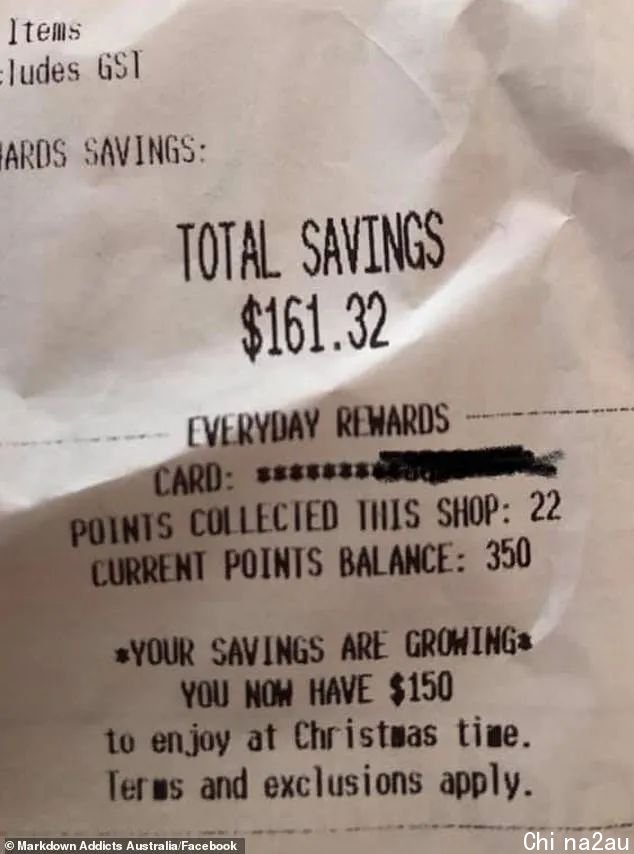 Items
cludes GST
ARDS SAVINGS:
TOTAL SAVINGS
$161.32
EVERYDAY REWARDS
CARD: ********
POINTS COLLECTED THIS SHOP: 22
CURRENT POINTS BALANCE: 350
*YOUR SAVINGS ARE GROWING*
YOU NOW HAVE $150
to enjoy at Christmas time.
Terms and exclusions apply.
© Markdown Addicts Australia/Facebook
Chi na2au